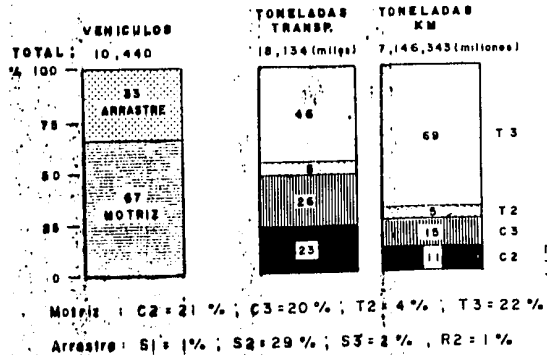 VEHICULOS
TONELADAS TRANSP.
TONELADAS KM
TOTAL: 10,440
18,134 (miles)
7,146,343 (millones)
% 100
75
50
25
0
33
ARRASTRE
67
MOTRIZ
46
5
26
23
69
5
15
11
T3
T2
C3
C2
Motriz : C2=21 % ; C3=20 % ; T2=4 % ; T3=22 %
Arrastre: S1=1% ; S2=29 % ; S3=2 % , R2=1 %